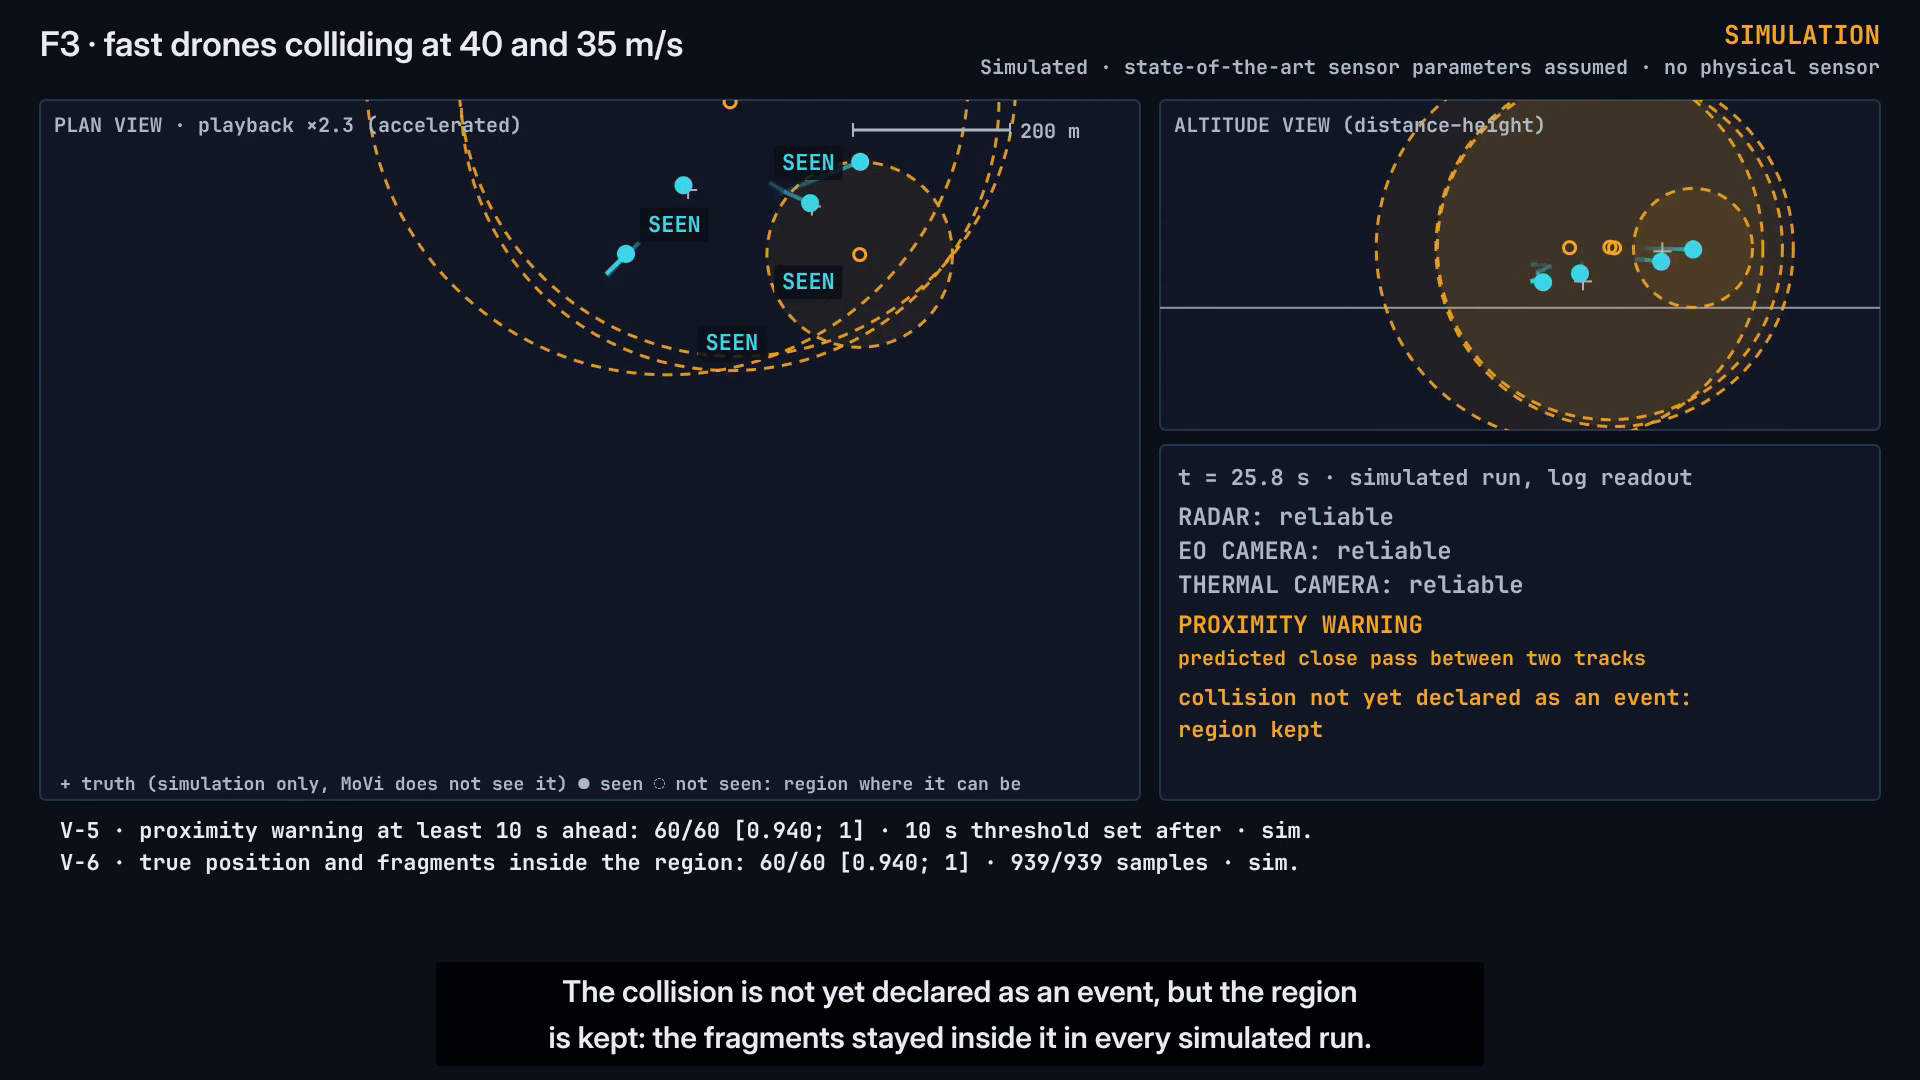 F3 · fast drones colliding at 40 and 35 m/s
SIMULATION
Simulated · state-of-the-art sensor parameters assumed · no physical sensor
PLAN VIEW · playback ×2.3 (accelerated)
200 m
SEEN
SEEN
SEEN
SEEN
+ truth (simulation only, MoVi does not see it) ● seen ◌ not seen: region where it can be
ALTITUDE VIEW (distance-height)
t = 25.8 s · simulated run, log readout
RADAR: reliable
EO CAMERA: reliable
THERMAL CAMERA: reliable
PROXIMITY WARNING
predicted close pass between two tracks
collision not yet declared as an event:
region kept
V-5 · proximity warning at least 10 s ahead: 60/60 [0.940; 1] · 10 s threshold set after · sim.
V-6 · true position and fragments inside the region: 60/60 [0.940; 1] · 939/939 samples · sim.
The collision is not yet declared as an event, but the region
is kept: the fragments stayed inside it in every simulated run.